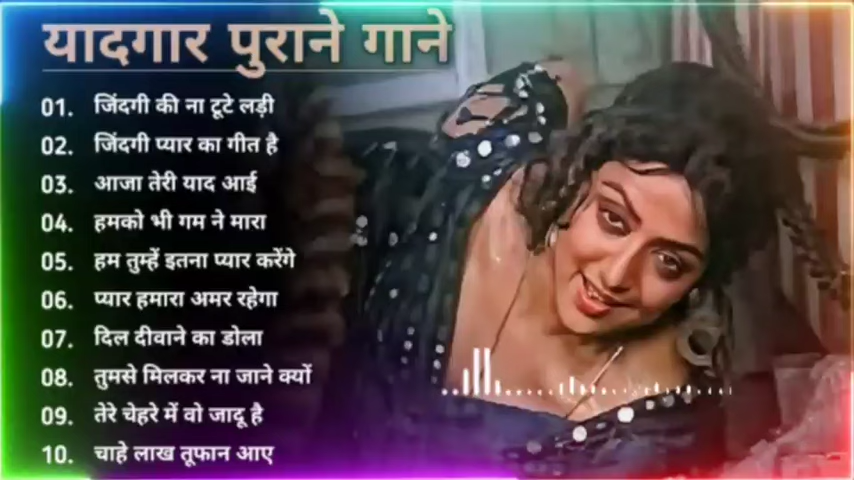 यादगार पुराने गाने
01. जिंदगी की ना टूटे लड़ी
02. जिंदगी प्यार का गीत है
03. आजा तेरी याद आई
04. हमको भी गम ने मारा
05. हम तुम्हें इतना प्यार करेंगे
06. प्यार हमारा अमर रहेगा
07. दिल दीवाने का डोला
08. तुमसे मिलकर ना जाने क्यों
09. तेरे चेहरे में वो जादू है
10. चाहे लाख तूफान आए